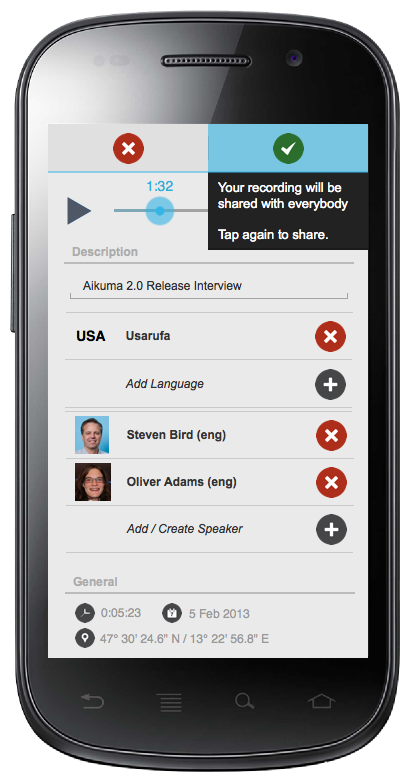 1:32
Your recording will be
shared with everybody
Tap again to share.
Description
Aikuma 2.0 Release Interview
USA Usarufa
Add Language
Steven Bird (eng)
Oliver Adams (eng)
Add / Create Speaker
General
0:05:23 5 Feb 2013
47° 30' 24.6" N / 13° 22' 56.8" E